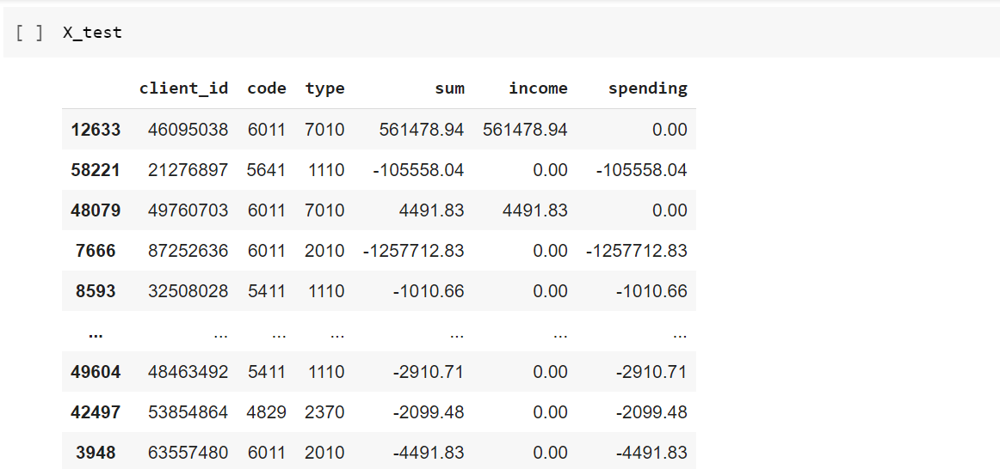 [ ] X_test
client_id code type sum income spending
12633 46095038 6011 7010 561478.94 561478.94 0.00
58221 21276897 5641 1110 -105558.04 0.00 -105558.04
48079 49760703 6011 7010 4491.83 4491.83 0.00
7666 87252636 6011 2010 -1257712.83 0.00 -1257712.83
8593 32508028 5411 1110 -1010.66 0.00 -1010.66
... ... ... ... ... ... ...
49604 48463492 5411 1110 -2910.71 0.00 -2910.71
42497 53854864 4829 2370 -2099.48 0.00 -2099.48
3948 63557480 6011 2010 -4491.83 0.00 -4491.83